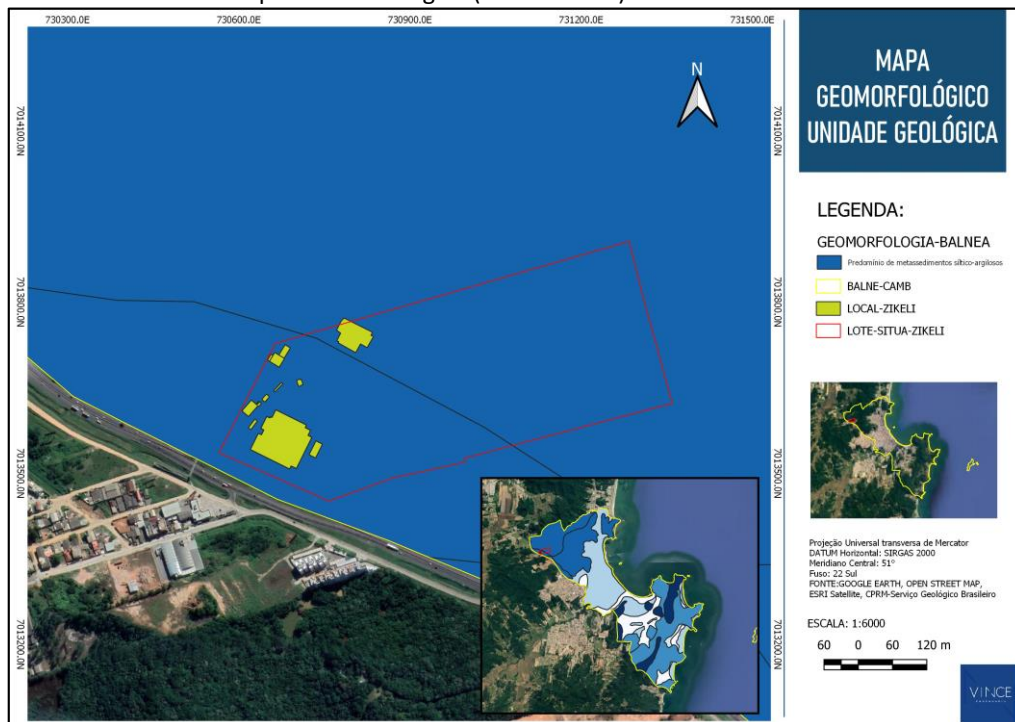 730300.0E 730600.0E 730900.0E 731200.0E 731500.0E
7014100.0N
7013800.0N
7013500.0N
7013200.0N
N
7014100.0N
7013800.0N
7013500.0N
7013200.0N
MAPA
GEOMORFOLÓGICO
UNIDADE GEOLÓGICA
LEGENDA:
GEOMORFOLOGIA-BALNEA
Predomínio de metassedimentos síltico-argilosos
BALNE-CAMB
LOCAL-ZIKELI
LOTE-SITUA-ZIKELI
Projeção Universal transversa de Mercator
DATUM Horizontal: SIRGAS 2000
Meridiano Central: 51º
Fuso: 22 Sul
FONTE:GOOGLE EARTH, OPEN STREET MAP,
ESRI Satellite, CPRM-Serviço Geológico Brasileiro
ESCALA: 1:6000
60 0 60 120 m
VINCE